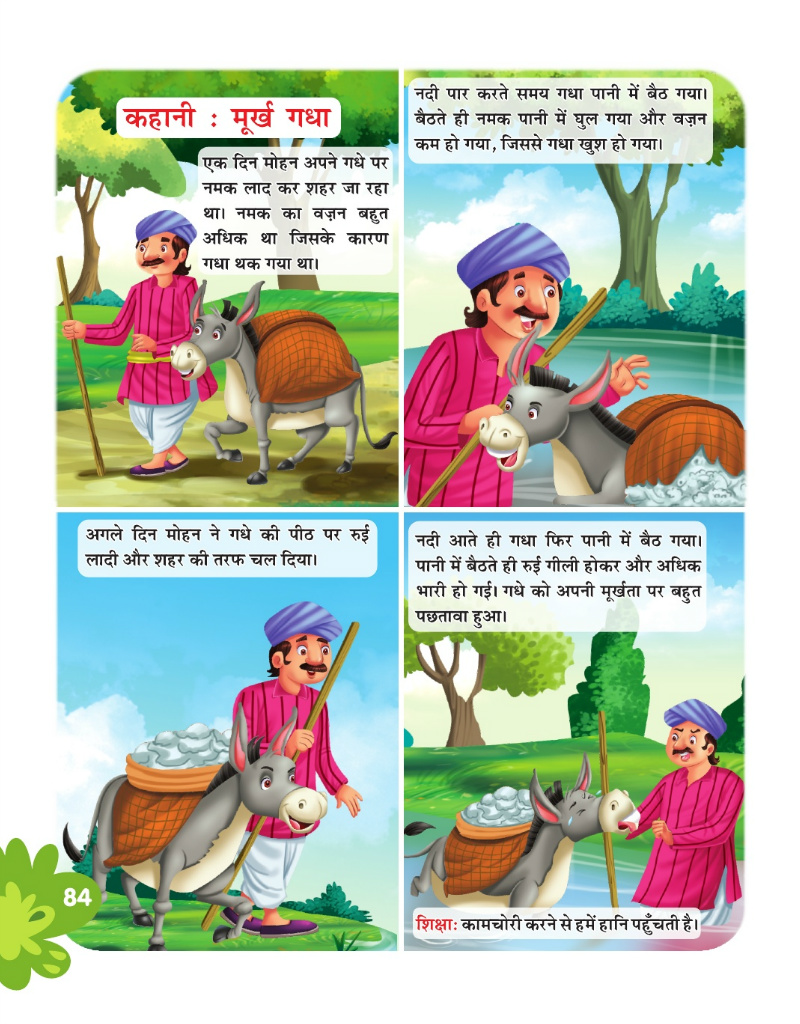 कहानी : मूर्ख गधा
एक दिन मोहन अपने गधे पर
नमक लाद कर शहर जा रहा
था। नमक का वज़न बहुत
अधिक था जिसके कारण
गधा थक गया था।
नदी पार करते समय गधा पानी में बैठ गया।
बैठते ही नमक पानी में घुल गया और वज़न
कम हो गया, जिससे गधा खुश हो गया।
अगले दिन मोहन ने गधे की पीठ पर रुई
लादी और शहर की तरफ चल दिया।
नदी आते ही गधा फिर पानी में बैठ गया।
पानी में बैठते ही रुई गीली होकर और अधिक
भारी हो गई। गधे को अपनी मूर्खता पर बहुत
पछतावा हुआ।
शिक्षा: कामचोरी करने से हमें हानि पहुँचती है।
84